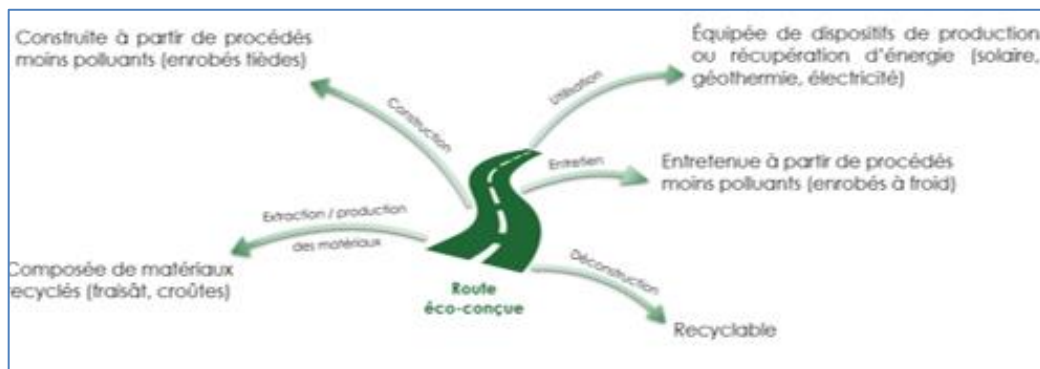 Construite à partir de procédés
moins polluants (enrobés tièdes)
Construction
Équipée de dispositifs de production
ou récupération d'énergie (solaire,
géothermie, électricité)
Utilisation
Entretien
Entretenue à partir de procédés
moins polluants (enrobés à froid)
Extraction / production
des matériaux
Composée de matériaux
ecyclés (fraisât, croûtes)
Déconstruction
Recyclable
Route
éco-conçue